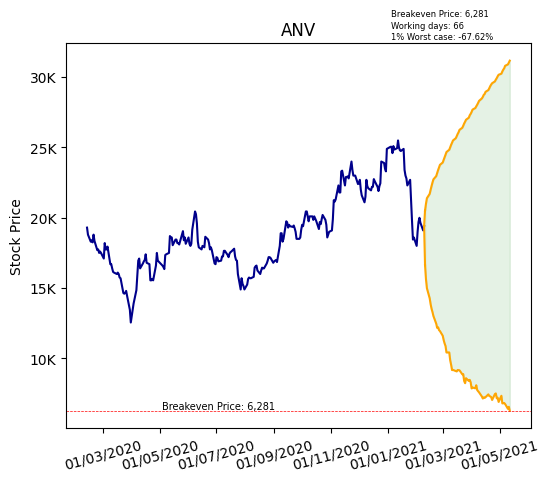 Breakeven Price: 6,281
Working days: 66
1% Worst case: -67.62%
ANV
Stock Price
30K
25K
20K
15K
10K
Breakeven Price: 6,281
01/03/2020
01/05/2020
01/07/2020
01/09/2020
01/11/2020
01/01/2021
01/03/2021
01/05/2021